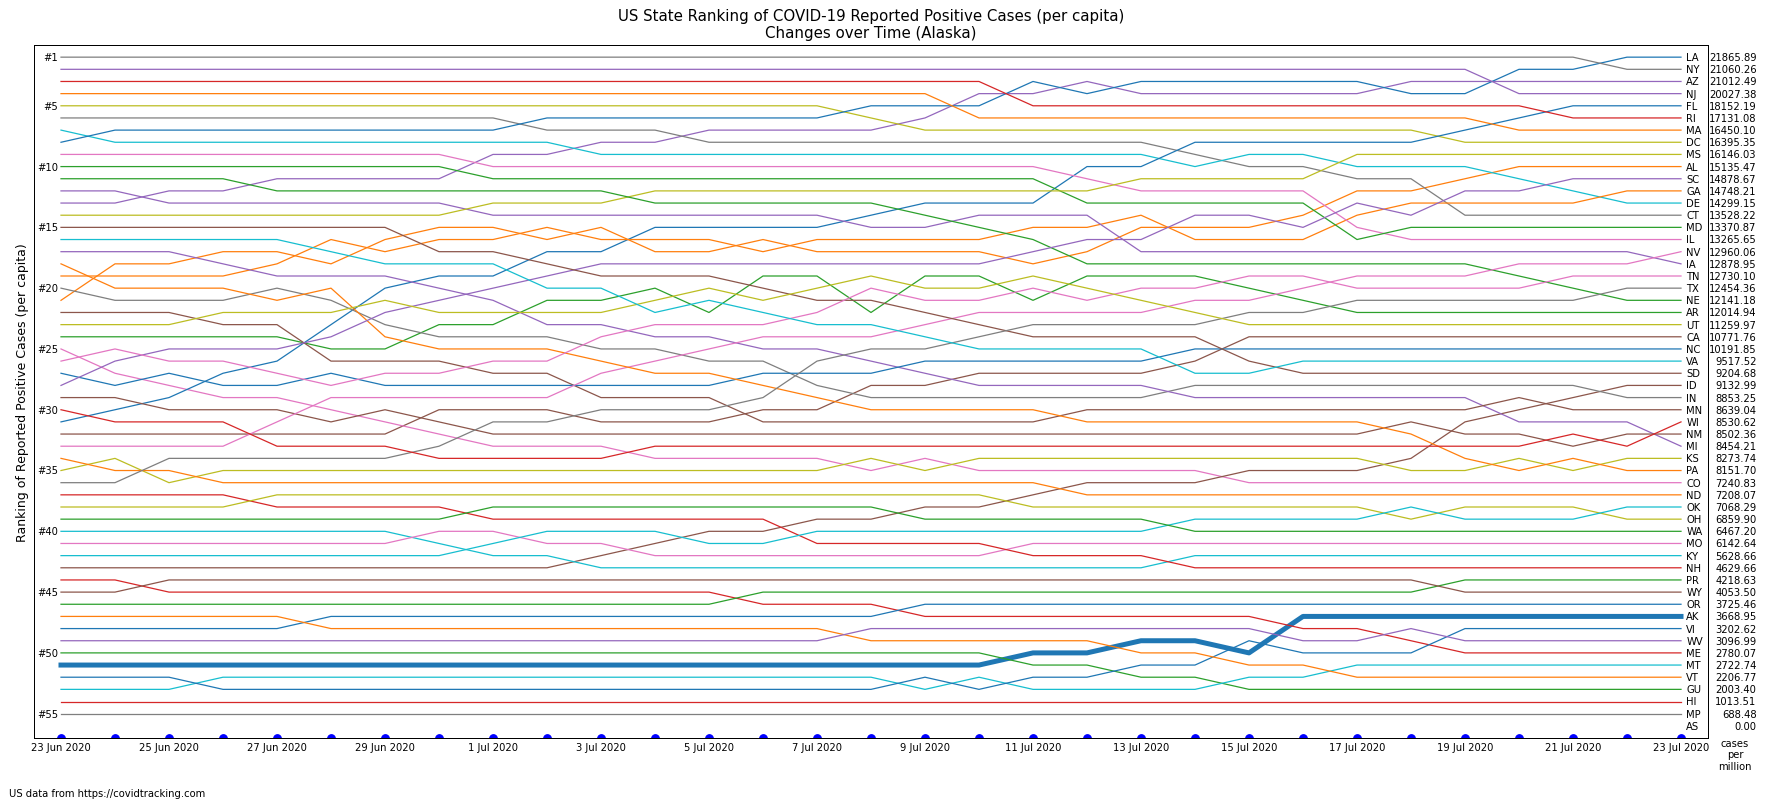 US State Ranking of COVID-19 Reported Positive Cases (per capita)
Changes over Time (Alaska)
Ranking of Reported Positive Cases (per capita)
#1
#5
#10
#15
#20
#25
#30
#35
#40
#45
#50
#55
LA 21865.89
NY 21060.26
AZ 21012.49
NJ 20027.38
FL 18152.19
RI 17131.08
MA 16450.10
DC 16395.35
MS 16146.03
AL 15135.47
SC 14878.67
GA 14748.21
DE 14299.15
CT 13528.22
MD 13370.87
IL 13265.65
NV 12960.06
IA 12878.95
TN 12730.10
TX 12454.36
NE 12141.18
AR 12014.94
UT 11259.97
CA 10771.76
NC 10191.85
VA 9517.52
SD 9204.68
ID 9132.99
IN 8853.25
MN 8639.04
WI 8530.62
NM 8502.36
MI 8454.21
KS 8273.74
PA 8151.70
CO 7240.83
ND 7208.07
OK 7068.29
OH 6859.90
WA 6467.20
MO 6142.64
KY 5628.66
NH 4629.66
PR 4218.63
WY 4053.50
OR 3725.46
AK 3668.95
VI 3202.62
WV 3096.99
ME 2780.07
MT 2722.74
VT 2206.77
GU 2003.40
HI 1013.51
MP 688.48
AS 0.00
23 Jun 2020 25 Jun 2020 27 Jun 2020 29 Jun 2020 1 Jul 2020 3 Jul 2020 5 Jul 2020 7 Jul 2020 9 Jul 2020 11 Jul 2020 13 Jul 2020 15 Jul 2020 17 Jul 2020 19 Jul 2020 21 Jul 2020 23 Jul 2020
cases
per
million
US data from https://covidtracking.com